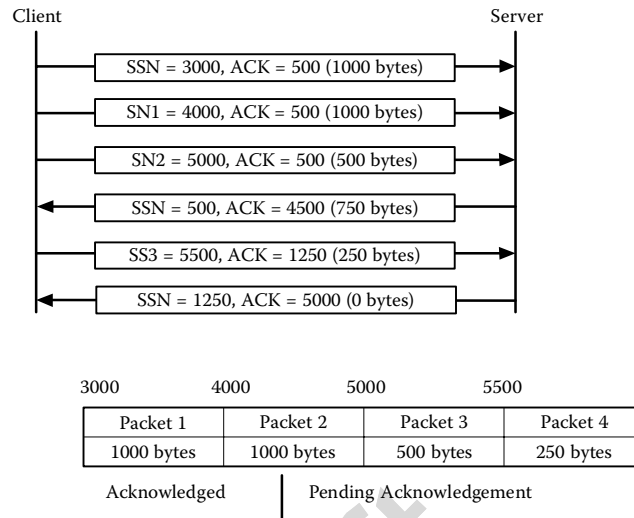 Client Server
SSN = 3000, ACK = 500 (1000 bytes)
SN1 = 4000, ACK = 500 (1000 bytes)
SN2 = 5000, ACK = 500 (500 bytes)
SSN = 500, ACK = 4500 (750 bytes)
SS3 = 5500, ACK = 1250 (250 bytes)
SSN = 1250, ACK = 5000 (0 bytes)
3000 4000 5000 5500
Packet 1 Packet 2 Packet 3 Packet 4
1000 bytes 1000 bytes 500 bytes 250 bytes
Acknowledged Pending Acknowledgement